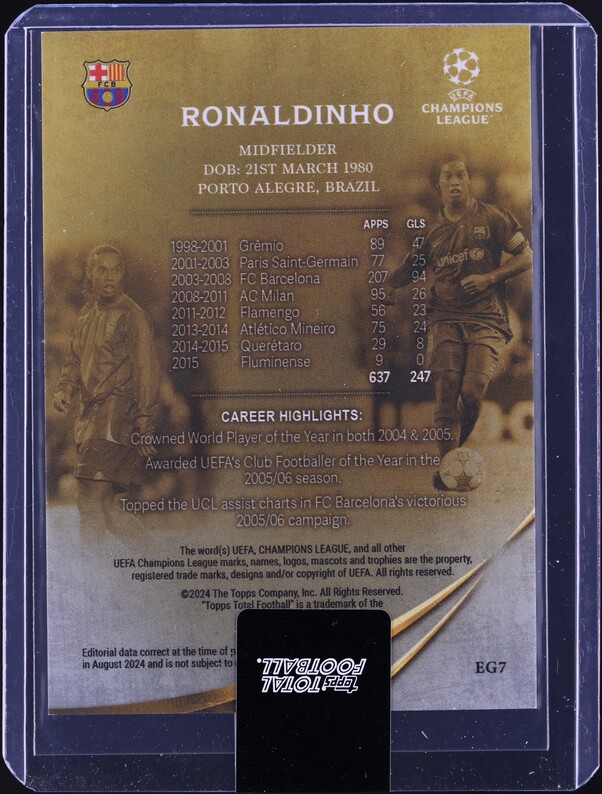 FCB
UEFA
CHAMPIONS
LEAGUE
RONALDINHO
MIDFIELDER
DOB: 21ST MARCH 1980
PORTO ALEGRE, BRAZIL
APPS GLS
1998-2001 Grêmio 89 47
2001-2003 Paris Saint-Germain 77 25
2003-2008 FC Barcelona 207 94
2008-2011 AC Milan 95 26
2011-2012 Flamengo 56 23
2013-2014 Atlético Mineiro 75 24
2014-2015 Querétaro 29 8
2015 Fluminense 9 0
637 247
unicef
CAREER HIGHLIGHTS:
Crowned World Player of the Year in both 2004 & 2005.
Awarded UEFA's Club Footballer of the Year in the
2005/06 season.
Topped the UCL assist charts in FC Barcelona's victorious
2005/06 campaign.
The word(s) UEFA, CHAMPIONS LEAGUE, and all other
UEFA Champions League marks, names, logos, mascots and trophies are the property,
registered trade marks, designs and/or copyright of UEFA. All rights reserved.
©2024 The Topps Company, Inc. All Rights Reserved.
"Topps Total Football" is a trademark of the
Editorial data correct at the time of
in August 2024 and is not subject to
topps TOTAL
FOOTBALL.
EG7